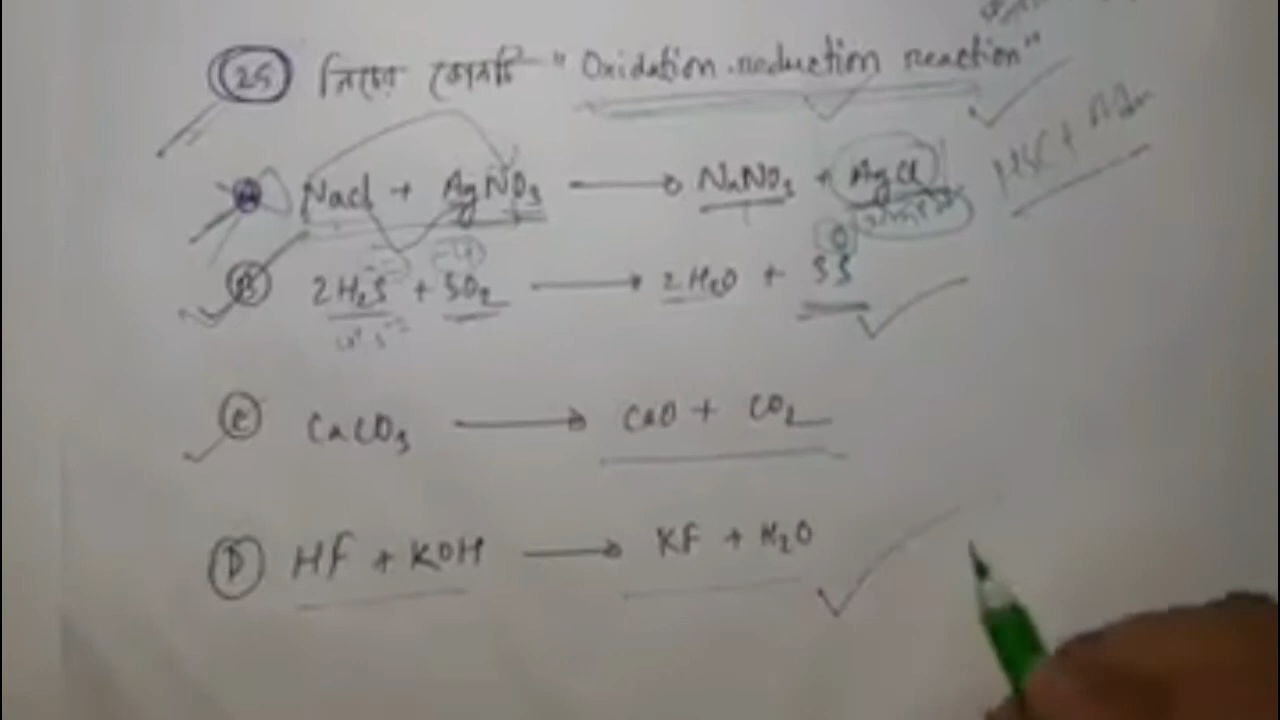 25 নিচের কোনটি "Oxidation-reduction reaction"
HSC +
A NaCl + AgNO3 → NaNO3 + AgCl
B 2H2S + SO2 → 2H2O + 3S
C CaCO3 → CaO + CO2
D HF + KOH → KF + H2O